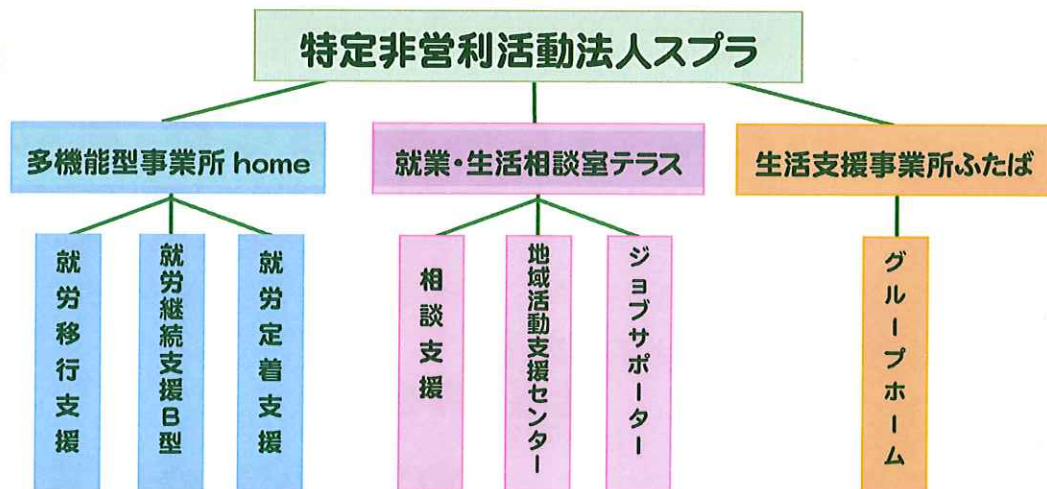 特定非営利活動法人スプラ
多機能型事業所 home
就業・生活相談室テラス
生活支援事業所ふたば
就労移行支援
就労継続支援B型
就労定着支援
相談支援
地域活動支援センター
ジョブサポーター
グループホーム